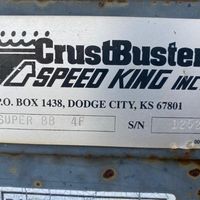 CrustBuster
SPEED KING INC.
P.O. BOX 1438, DODGE CITY, KS 67801
SUPER 88 4F S/N